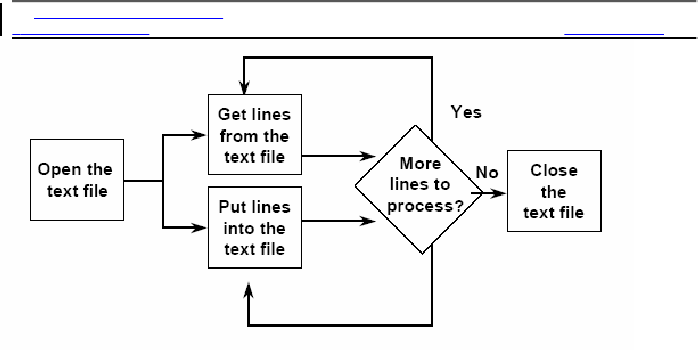 Open the
text file
Get lines
from the
text file
Put lines
into the
text file
Yes
More
lines to
process?
No
Close
the
text file